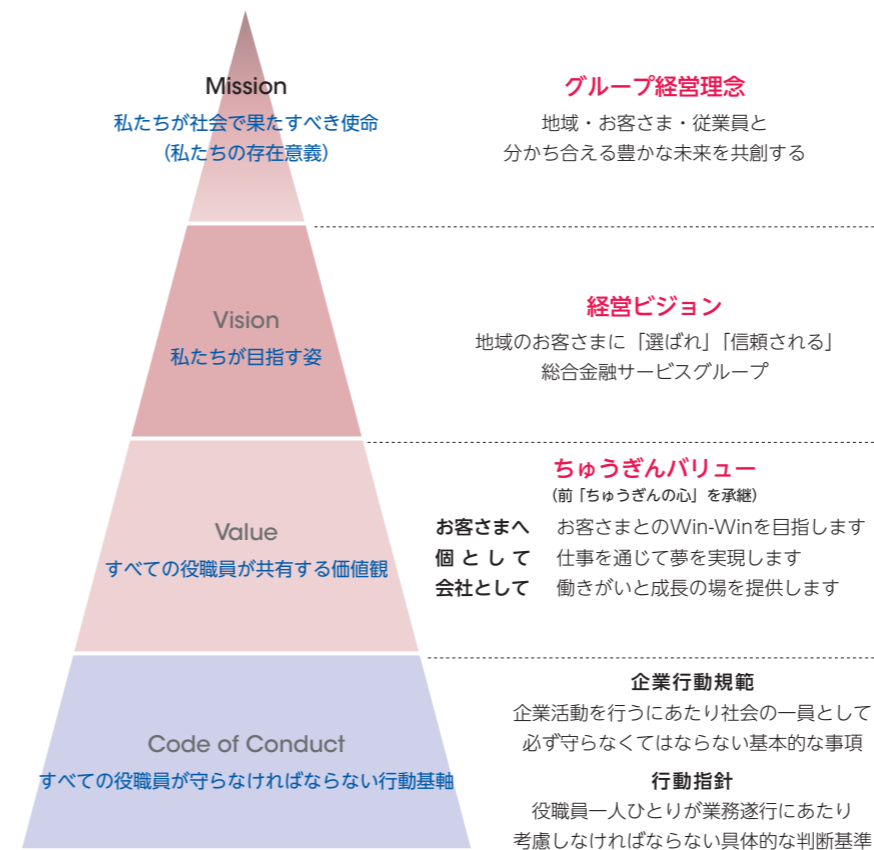 Mission
私たちが社会で果たすべき使命
（私たちの存在意義）
グループ経営理念
地域・お客さま・従業員と
分かち合える豊かな未来を共創する
Vision
私たちが目指す姿
経営ビジョン
地域のお客さまに「選ばれ」「信頼される」
総合金融サービスグループ
Value
すべての役職員が共有する価値観
ちゅうぎんバリュー
（前「ちゅうぎんの心」を承継）
お客さまへ お客さまとのWin-Winを目指します
個として 仕事を通じて夢を実現します
会社として 働きがいと成長の場を提供します
Code of Conduct
すべての役職員が守らなければならない行動基軸
企業行動規範
企業活動を行うにあたり社会の一員として
必ず守らなくてはならない基本的な事項
行動指針
役職員一人ひとりが業務遂行にあたり
考慮しなければならない具体的な判断基準